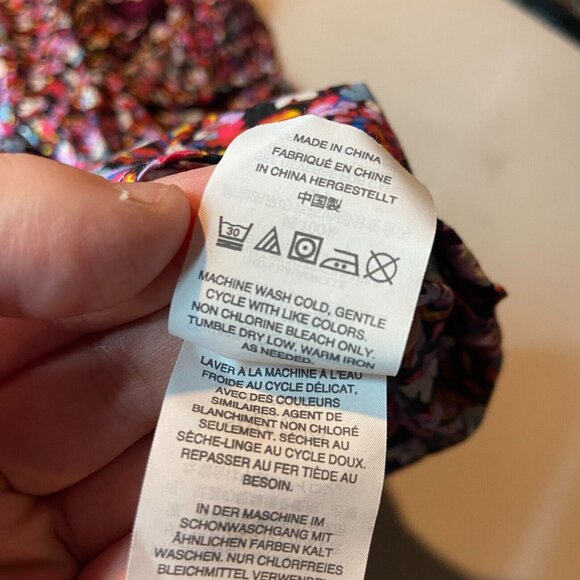 MADE IN CHINA
FABRIQUÉ EN CHINE
IN CHINA HERGESTELLT
中国製
30
MACHINE WASH COLD, GENTLE
CYCLE WITH LIKE COLORS.
NON CHLORINE BLEACH ONLY.
TUMBLE DRY LOW. WARM IRON
AS NEEDED.
LAVER À LA MACHINE À L'EAU
FROIDE AU CYCLE DÉLICAT,
AVEC DES COULEURS
SIMILAIRES. AGENT DE
BLANCHIMENT NON CHLORÉ
SEULEMENT. SÉCHER AU
SÈCHE-LINGE AU CYCLE DOUX.
REPASSER AU FER TIÈDE AU
BESOIN.
IN DER MASCHINE IM
SCHONWASCHGANG MIT
ÄHNLICHEN FARBEN KALT
WASCHEN. NUR CHLORFREIES
BLEICHMITTEL VERWENDEN